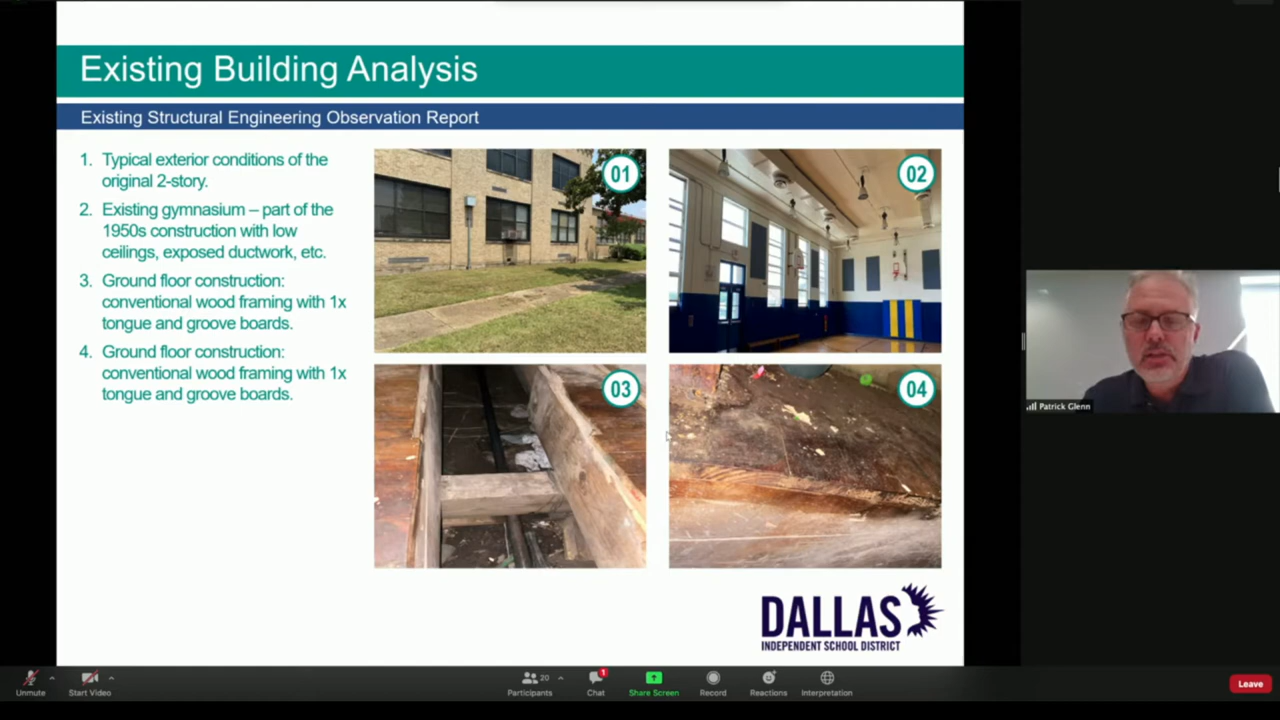 Existing Building Analysis
Existing Structural Engineering Observation Report
1. Typical exterior conditions of the
original 2-story.
2. Existing gymnasium – part of the
1950s construction with low
ceilings, exposed ductwork, etc.
3. Ground floor construction:
conventional wood framing with 1x
tongue and groove boards.
4. Ground floor construction:
conventional wood framing with 1x
tongue and groove boards.
01
02
03
04
DALLAS
INDEPENDENT SCHOOL DISTRICT
Patrick Glenn
Unmute
Start Video
20
Participants
1
Chat
Share Screen
Record
Reactions
Interpretation
Leave